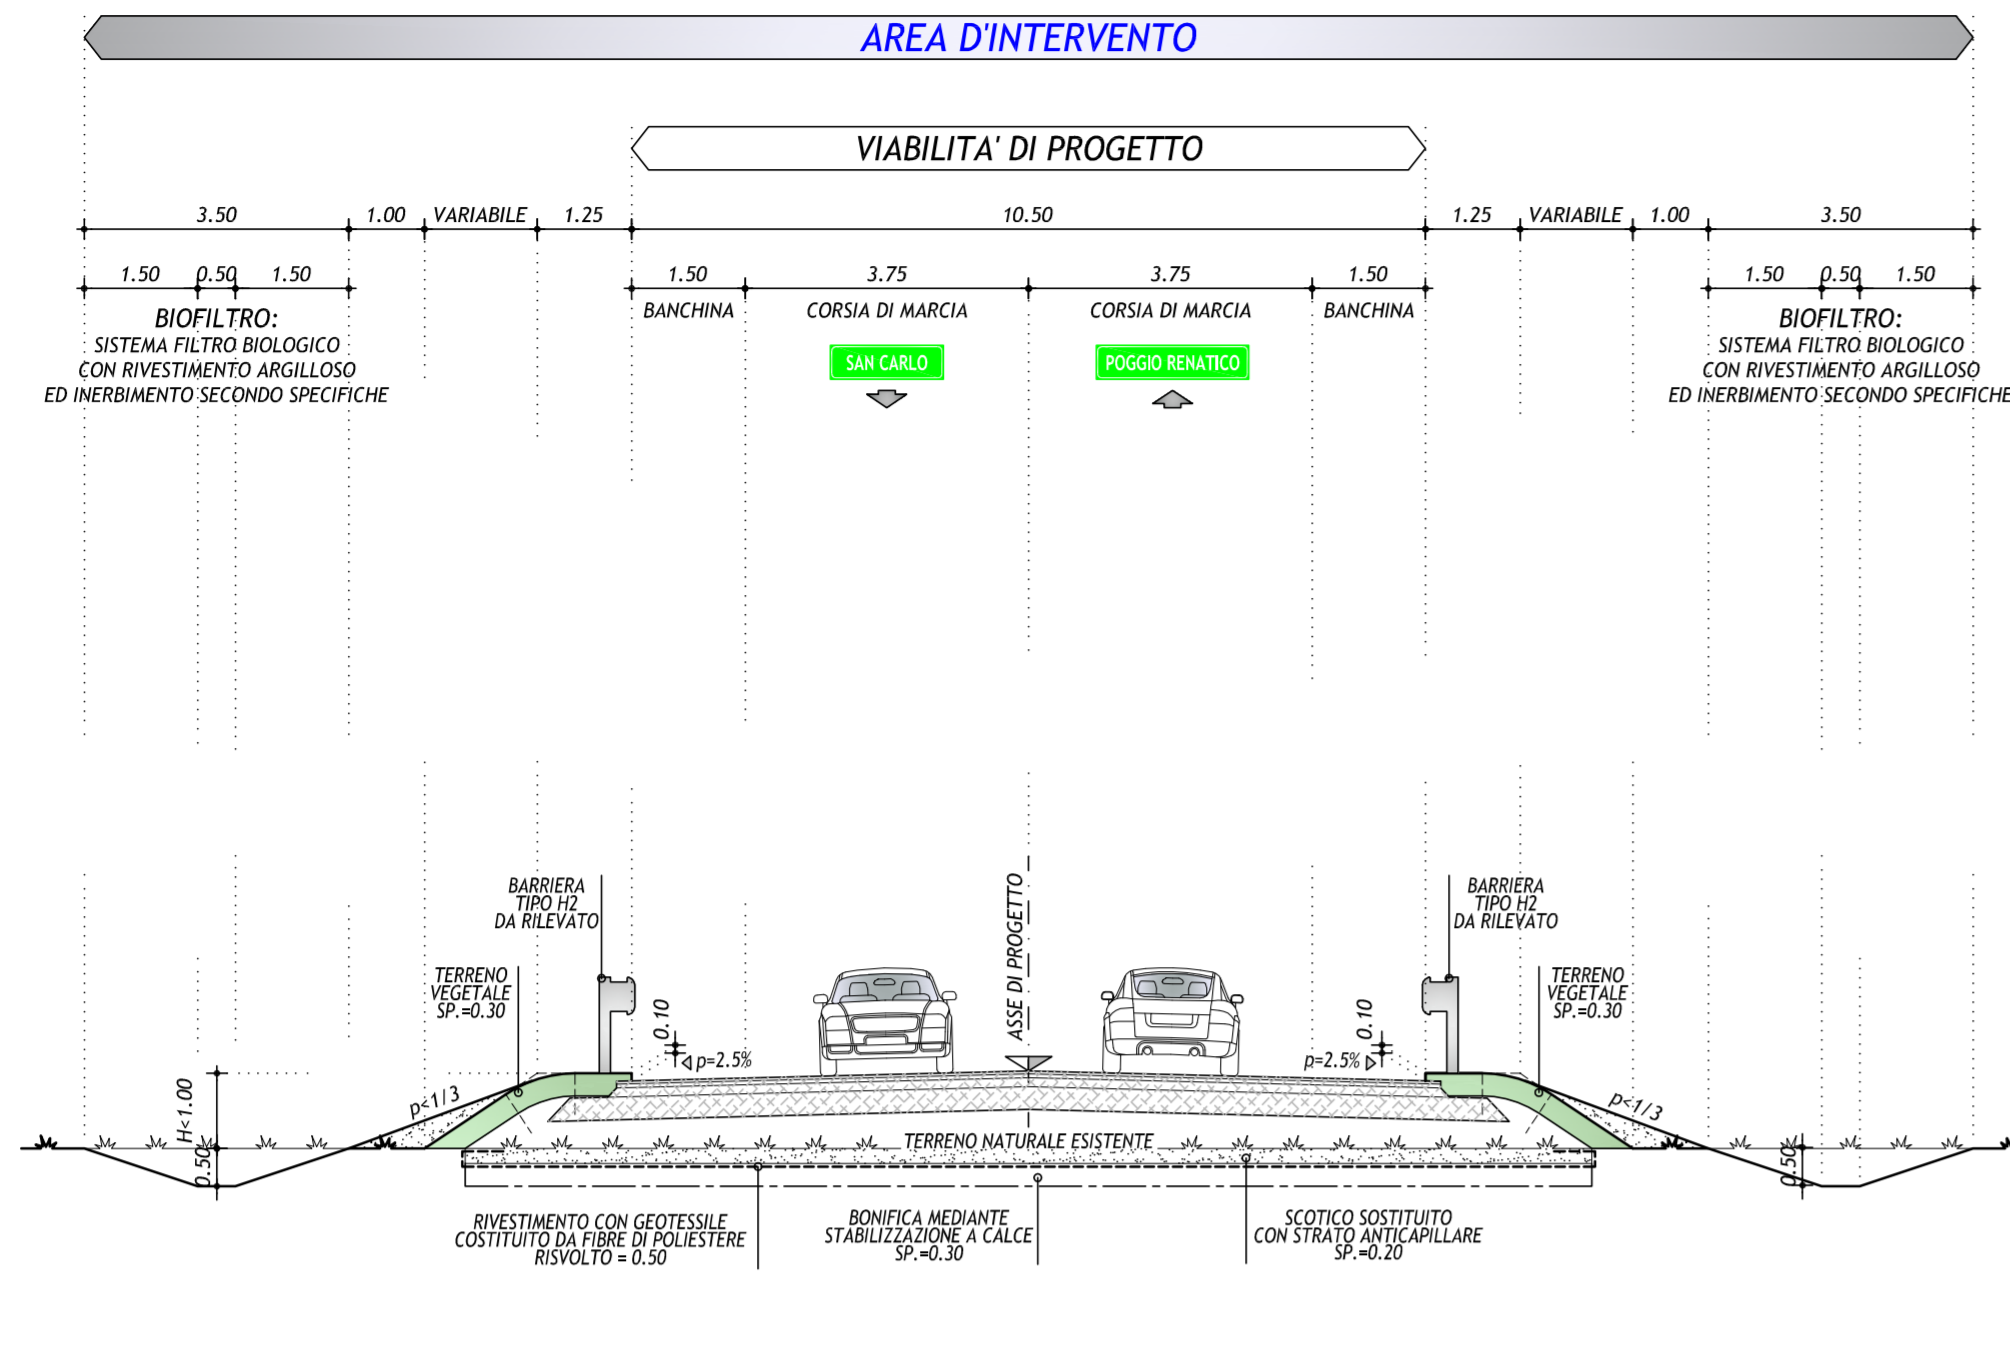 AREA D'INTERVENTO
VIABILITA' DI PROGETTO
3.50 1.00 VARIABILE 1.25 10.50 1.25 VARIABILE 1.00 3.50
1.50 0.50 1.50 1.50 3.75 3.75 1.50 1.50 0.50 1.50
BANCHINA CORSIA DI MARCIA CORSIA DI MARCIA BANCHINA
BIOFILTRO:
SISTEMA FILTRO BIOLOGICO
CON RIVESTIMENTO ARGILLOSO
ED INERBIMENTO SECONDO SPECIFICHE
SAN CARLO
POGGIO RENATICO
BIOFILTRO:
SISTEMA FILTRO BIOLOGICO
CON RIVESTIMENTO ARGILLOSO
ED INERBIMENTO SECONDO SPECIFICHE
BARRIERA
TIPO H2
DA RILEVATO
TERRENO
VEGETALE
SP.=0.30
ASSE DI PROGETTO
BARRIERA
TIPO H2
DA RILEVATO
TERRENO
VEGETALE
SP.=0.30
0.10
p=2.5%
0.10
p=2.5%
H<1.00
0.50
p<1/3
p<1/3
0.50
TERRENO NATURALE ESISTENTE
RIVESTIMENTO CON GEOTESSILE
COSTITUITO DA FIBRE DI POLIESTERE
RISVOLTO = 0.50
BONIFICA MEDIANTE
STABILIZZAZIONE A CALCE
SP.=0.30
SCOTICO SOSTITUITO
CON STRATO ANTICAPILLARE
SP.=0.20